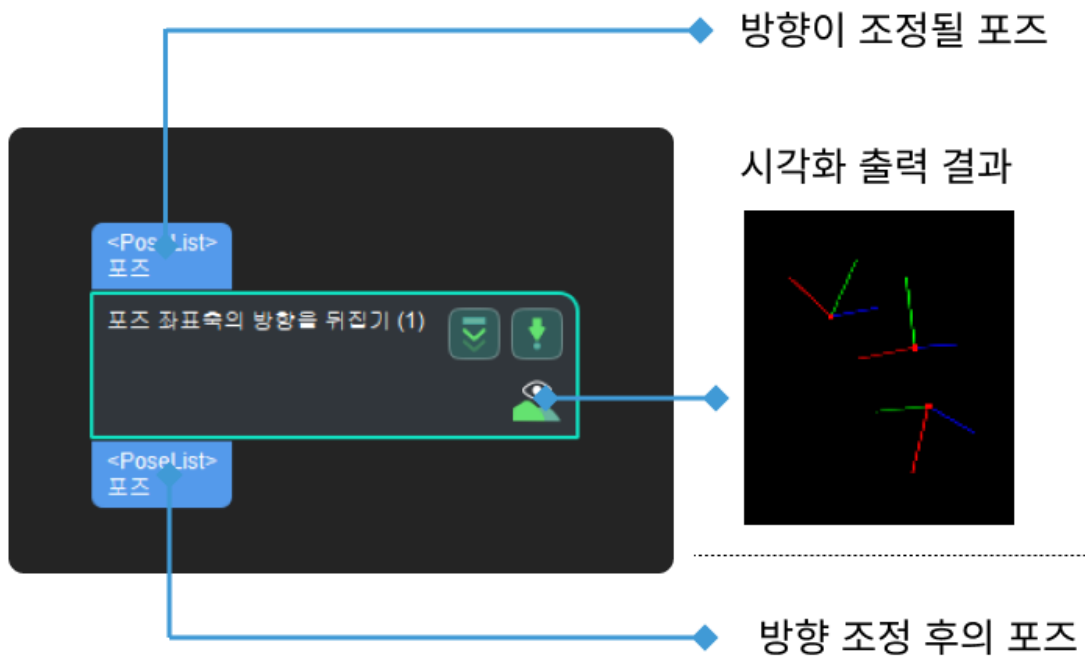 방향이 조정될 포즈
시각화 출력 결과
<PoseList>
포즈
포즈 좌표축의 방향을 뒤집기 (1)
<PoseList>
포즈
방향 조정 후의 포즈